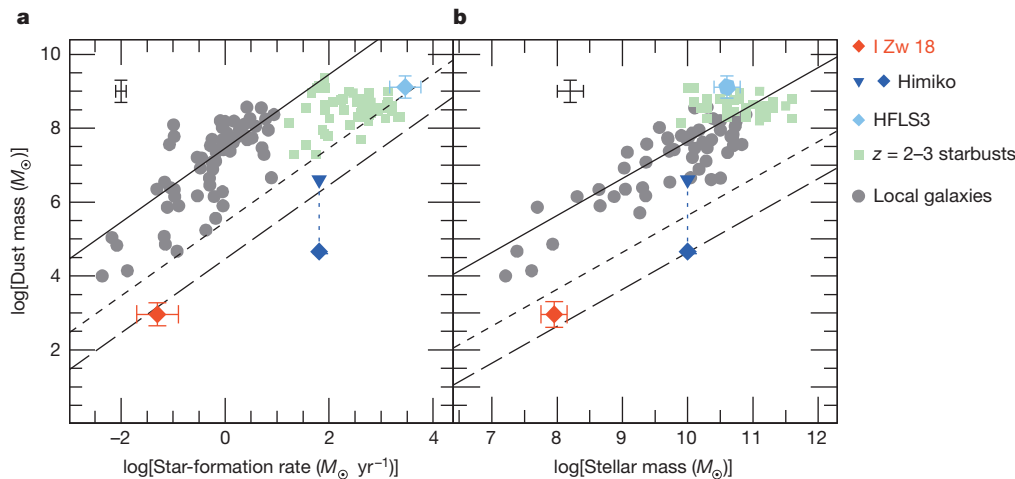 a
b
10
8
6
4
2
log[Dust mass (M☉)]
−2
0
2
4
log[Star-formation rate (M☉ yr⁻¹)]
7
8
9
10
11
12
log[Stellar mass (M☉)]
I Zw 18
Himiko
HFLS3
z = 2–3 starbusts
Local galaxies